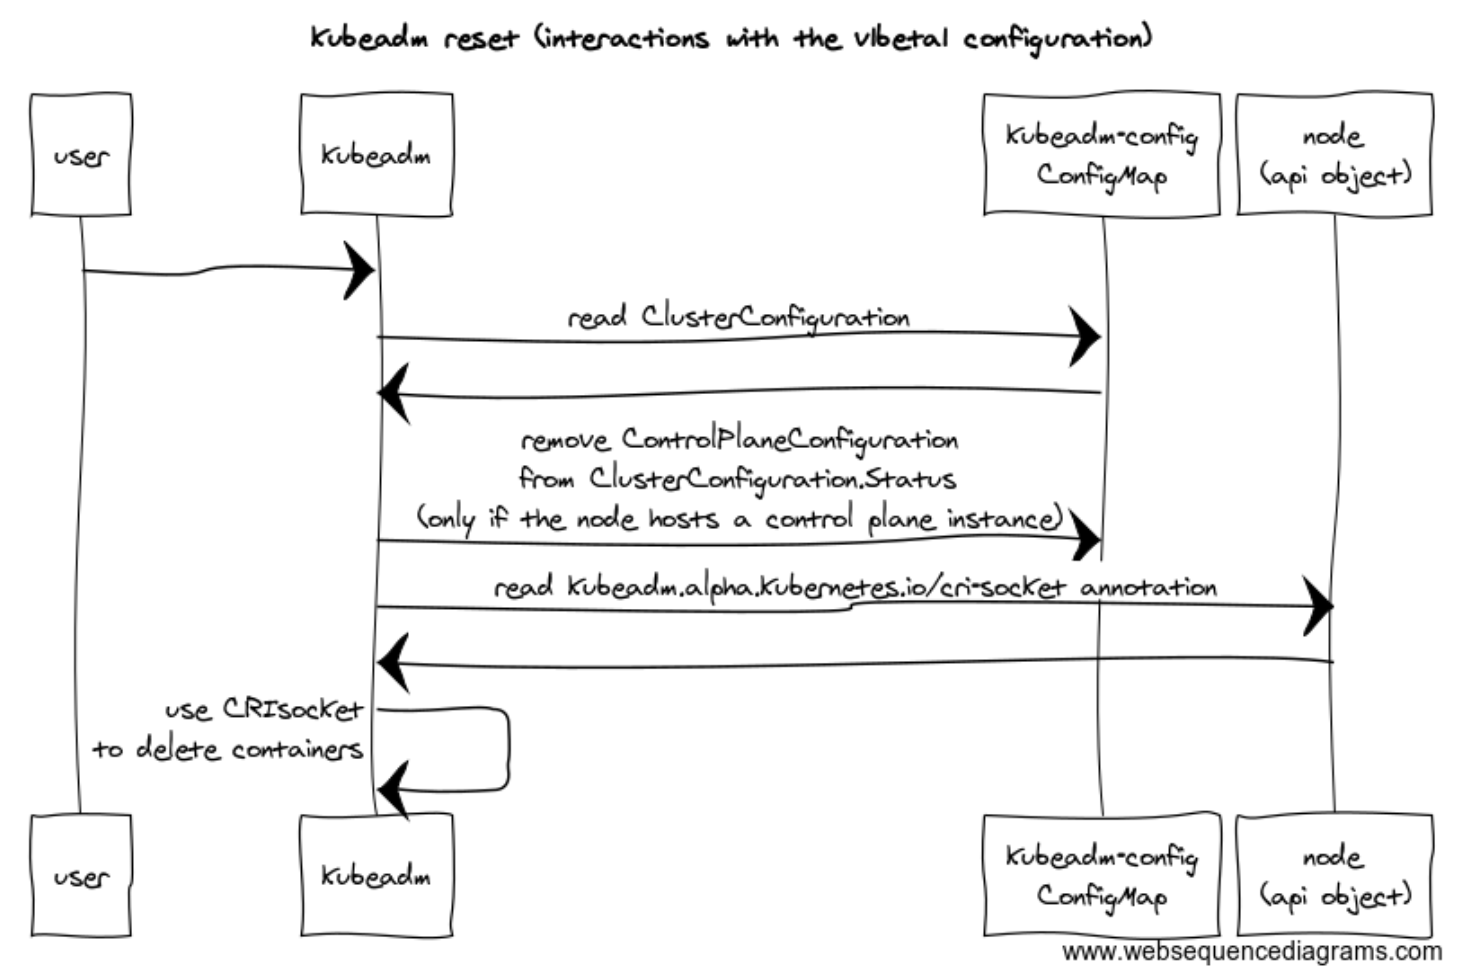 kubeadm reset (interactions with the v1beta1 configuration)
user
kubeadm
kubeadm-config
ConfigMap
node
(api object)
read ClusterConfiguration
remove ControlPlaneConfiguration
from ClusterConfiguration.Status
(only if the node hosts a control plane instance)
read kubeadm.alpha.kubernetes.io/cri-socket annotation
use CRIsocket
to delete containers
user
kubeadm
kubeadm-config
ConfigMap
node
(api object)
www.websequencediagrams.com